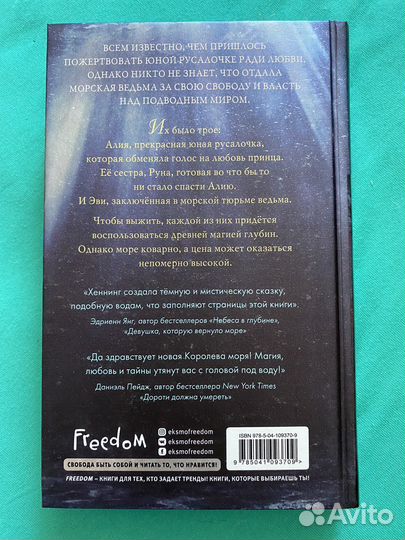 ВСЕМ ИЗВЕСТНО, ЧЕМ ПРИШЛОСЬ
ПОЖЕРТВОВАТЬ ЮНОЙ РУСАЛОЧКЕ РАДИ ЛЮБВИ.
ОДНАКО НИКТО НЕ ЗНАЕТ, ЧТО ОТДАЛА
МОРСКАЯ ВЕДЬМА ЗА СВОЮ СВОБОДУ И ВЛАСТЬ
НАД ПОДВОДНЫМ МИРОМ.
Их было трое:
Алия, прекрасная юная русалочка,
которая обменяла голос на любовь принца.
Её сестра, Руна, готовая во что бы то
ни стало спасти Алию.
И Эви, заключённая в морской тюрьме ведьма.
Чтобы выжить, каждой из них придётся
воспользоваться древней магией глубин.
Однако море коварно, а цена может оказаться
непомерно высокой.
«Хеннинг создала тёмную и мистическую сказку,
подобную водам, что заполняют страницы этой книги».
Эдриенн Янг, автор бестселлеров «Небеса в глубине»,
«Девушка, которую вернуло море»
«Да здравствует новая Королева моря! Магия,
любовь и тайны утянут вас с головой под воду!»
Даниэль Пейдж, автор бестселлера New York Times
«Дороти должна умереть»
Freedom
eksmofreedom
eksmofreedom
eksmofreedom
ISBN 978-5-04-109370-9
9 785041 093709 >
СВОБОДА БЫТЬ СОБОЙ И ЧИТАТЬ ТО, ЧТО НРАВИТСЯ!
FREEDOM – КНИГИ ДЛЯ ТЕХ, КТО ЗАДАЕТ ТРЕНДЫ! КНИГИ, КОТОРЫЕ ВЫБИРАЕШЬ ТЫ!
Avito